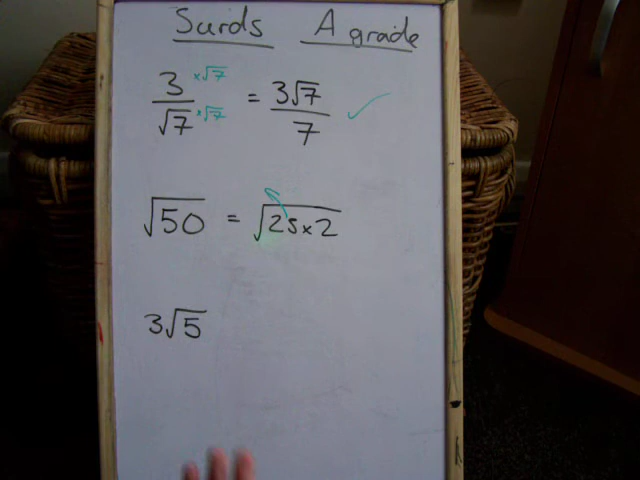 Surds A grade
3/√7 ×√7 ×√7 = 3√7/7 ✓
√50 = √25×2
3√5